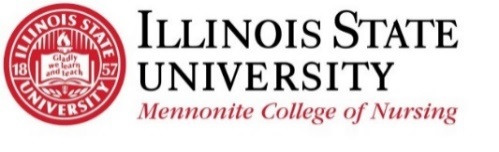 ILLINOIS STATE
UNIVERSITY
Gladly
we learn
and teach
18 57
ILLINOIS STATE
UNIVERSITY
Mennonite College of Nursing